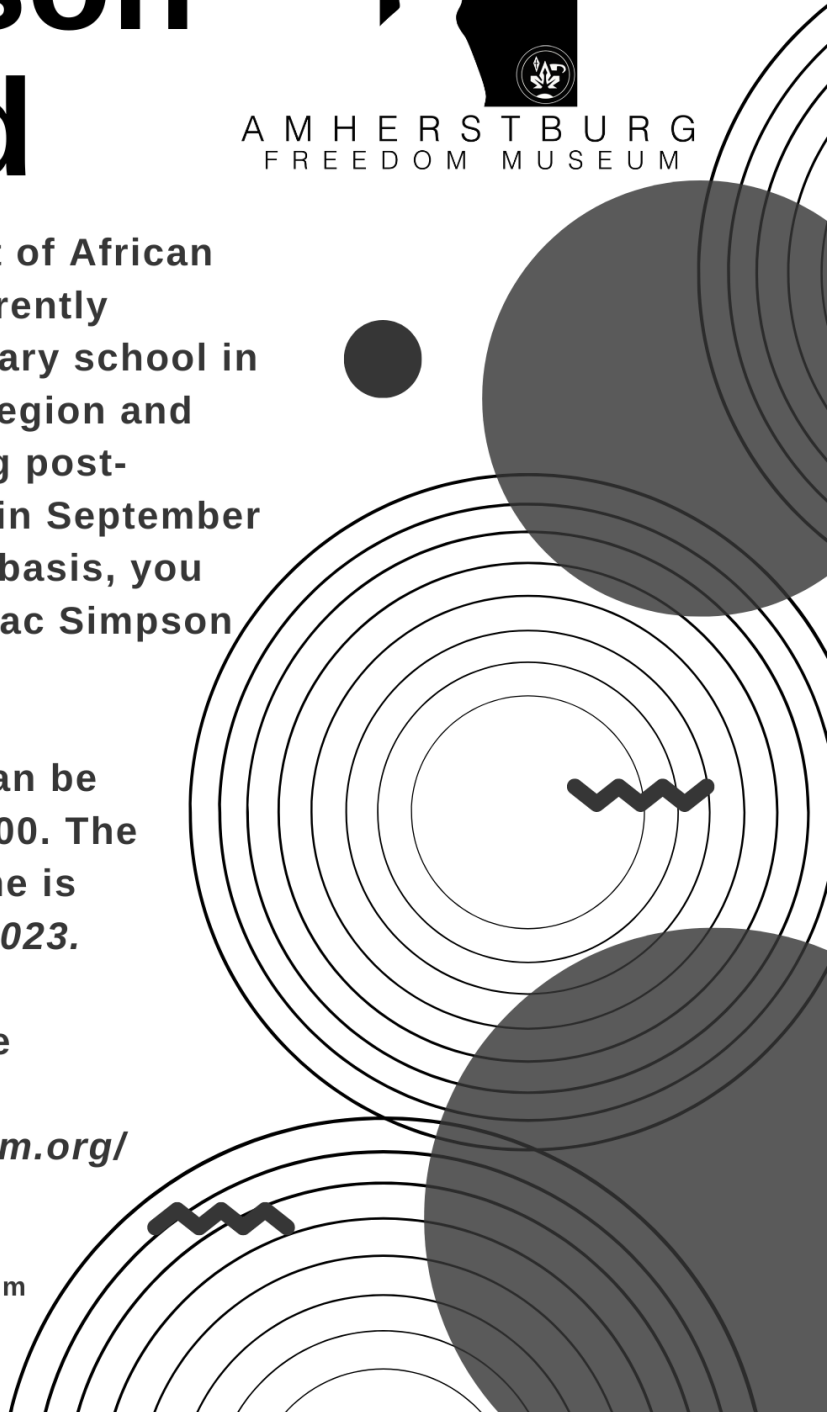 son
d
AMHERSTBURG
FREEDOM MUSEUM
t of African
rently
ary school in
egion and
g post-
in September
basis, you
ac Simpson
an be
00. The
ne is
023.
e
m.org/
m